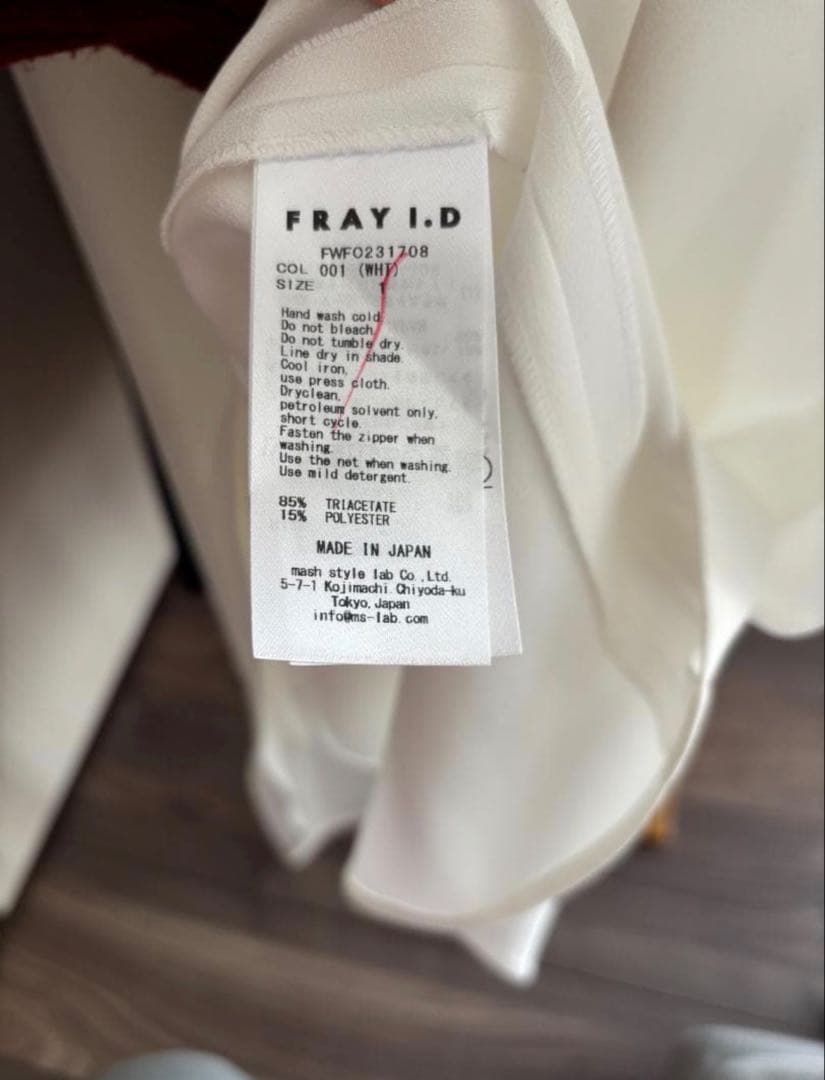 FRAY I.D
FWFO231708
COL 001 (WHT)
SIZE 1
Hand wash cold.
Do not bleach.
Do not tumble dry.
Line dry in shade.
Cool iron,
use press cloth.
Dryclean,
petroleum solvent only,
short cycle.
Fasten the zipper when
washing.
Use the net when washing.
Use mild detergent.
85% TRIACETATE
15% POLYESTER
MADE IN JAPAN
mash style lab Co.,Ltd.
5-7-1 Kojimachi Chiyoda-ku
Tokyo, Japan
info@ms-lab.com